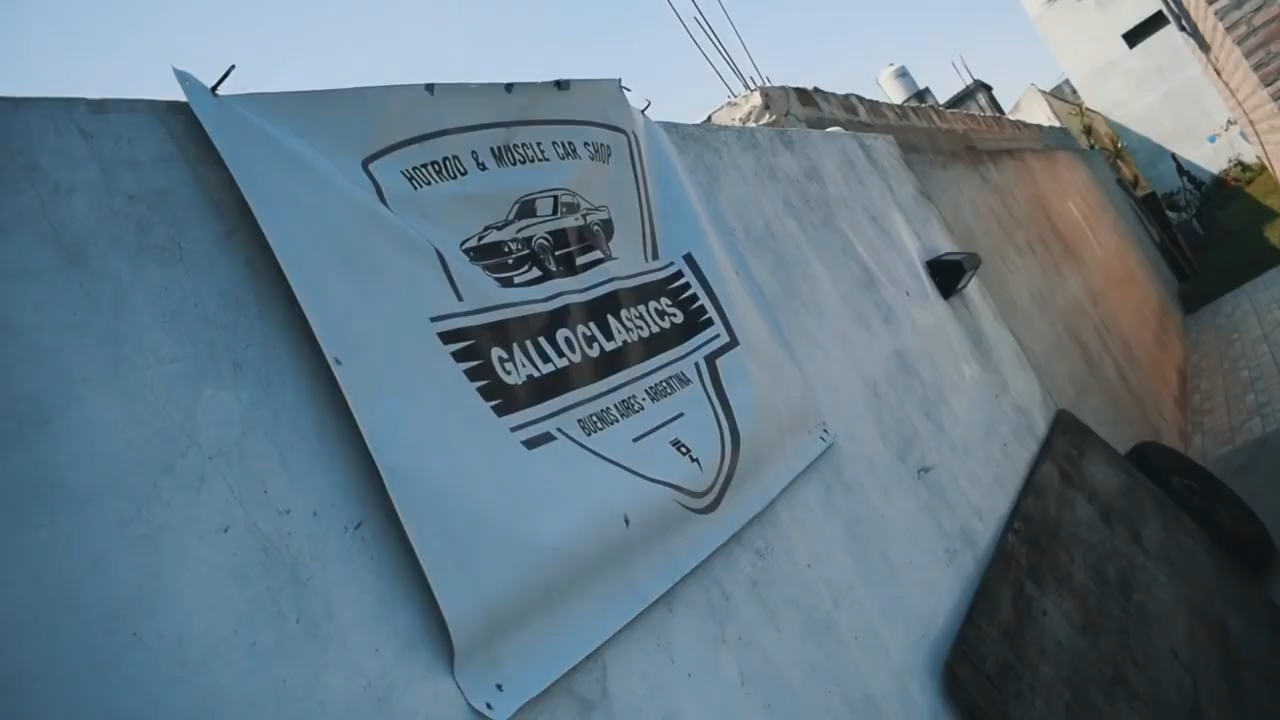 HOTROD & MUSCLE CAR SHOP
GALLOCLASSICS
BUENOS AIRES - ARGENTINA